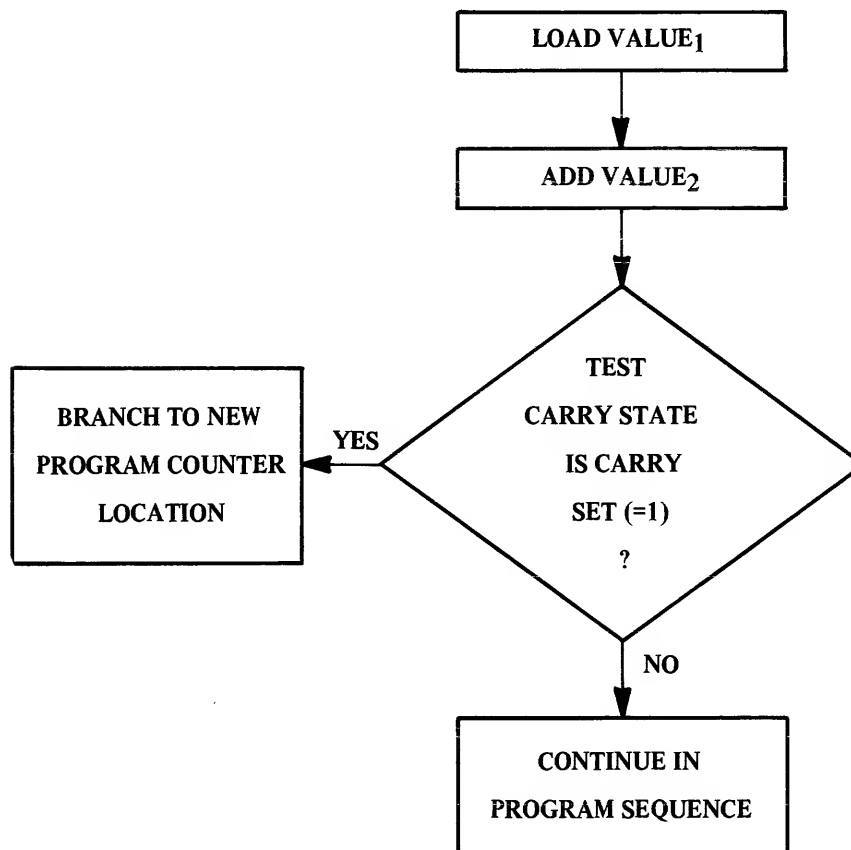 LOAD VALUE1
ADD VALUE2
TEST
CARRY STATE
IS CARRY
SET (=1)
?
YES
BRANCH TO NEW
PROGRAM COUNTER
LOCATION
NO
CONTINUE IN
PROGRAM SEQUENCE